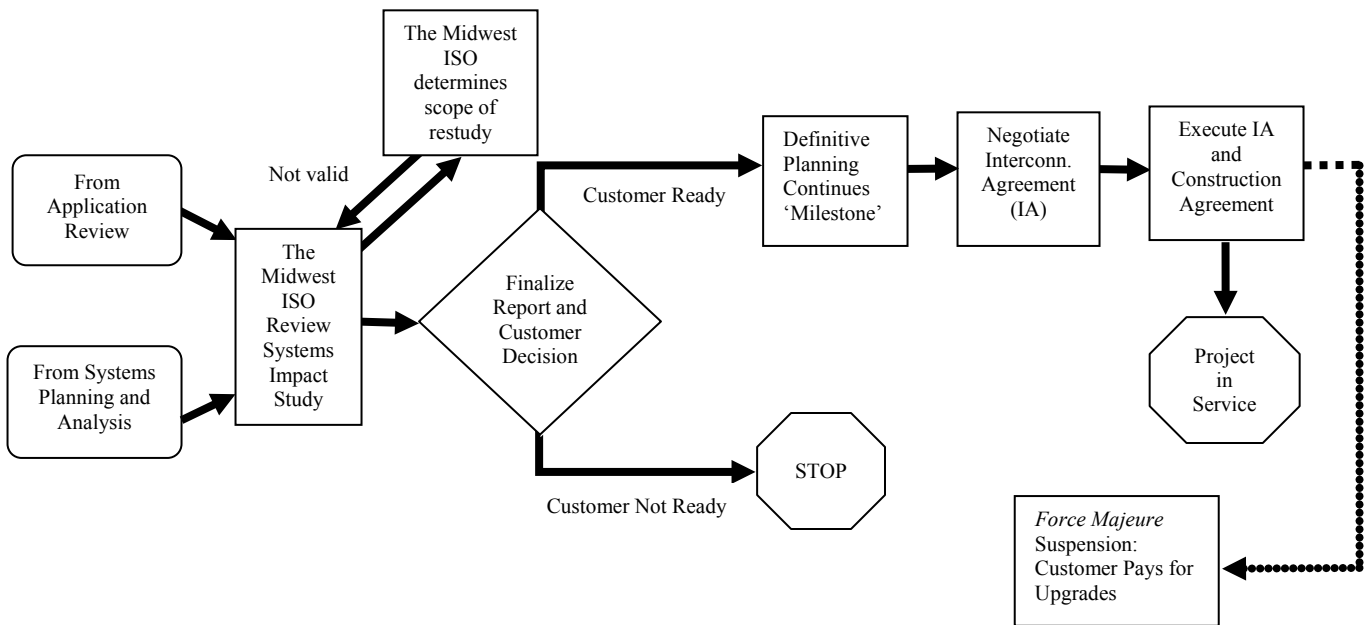 The Midwest
ISO
determines
scope of
restudy
Not valid
From
Application
Review
From Systems
Planning and
Analysis
The
Midwest
ISO
Review
Systems
Impact
Study
Finalize
Report and
Customer
Decision
Customer Ready
Customer Not Ready
STOP
Definitive
Planning
Continues
‘Milestone’
Negotiate
Interconn.
Agreement
(IA)
Execute IA
and
Construction
Agreement
Project
in
Service
Force Majeure
Suspension:
Customer Pays for
Upgrades